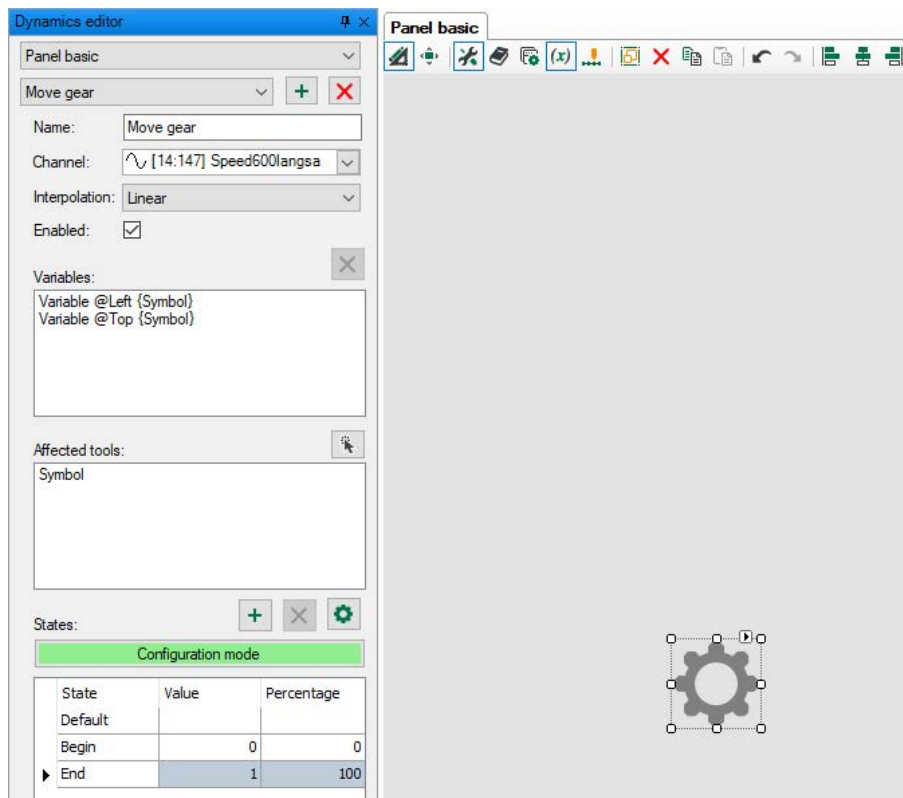 Dynamics editor
Panel basic
Move gear
Name: Move gear
Channel: [14:147] Speed600langsa
Interpolation: Linear
Enabled:
Variables:
Variable @Left {Symbol}
Variable @Top {Symbol}
Affected tools:
Symbol
States:
Configuration mode
State Value Percentage
Default
Begin 0 0
End 1 100
Panel basic
(x)